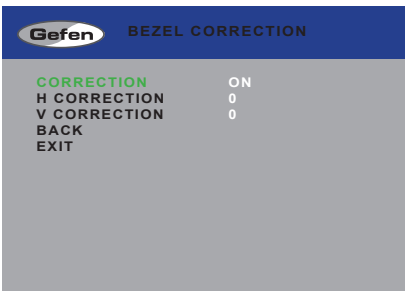 Gefen BEZEL CORRECTION
CORRECTION ON
H CORRECTION 0
V CORRECTION 0
BACK
EXIT